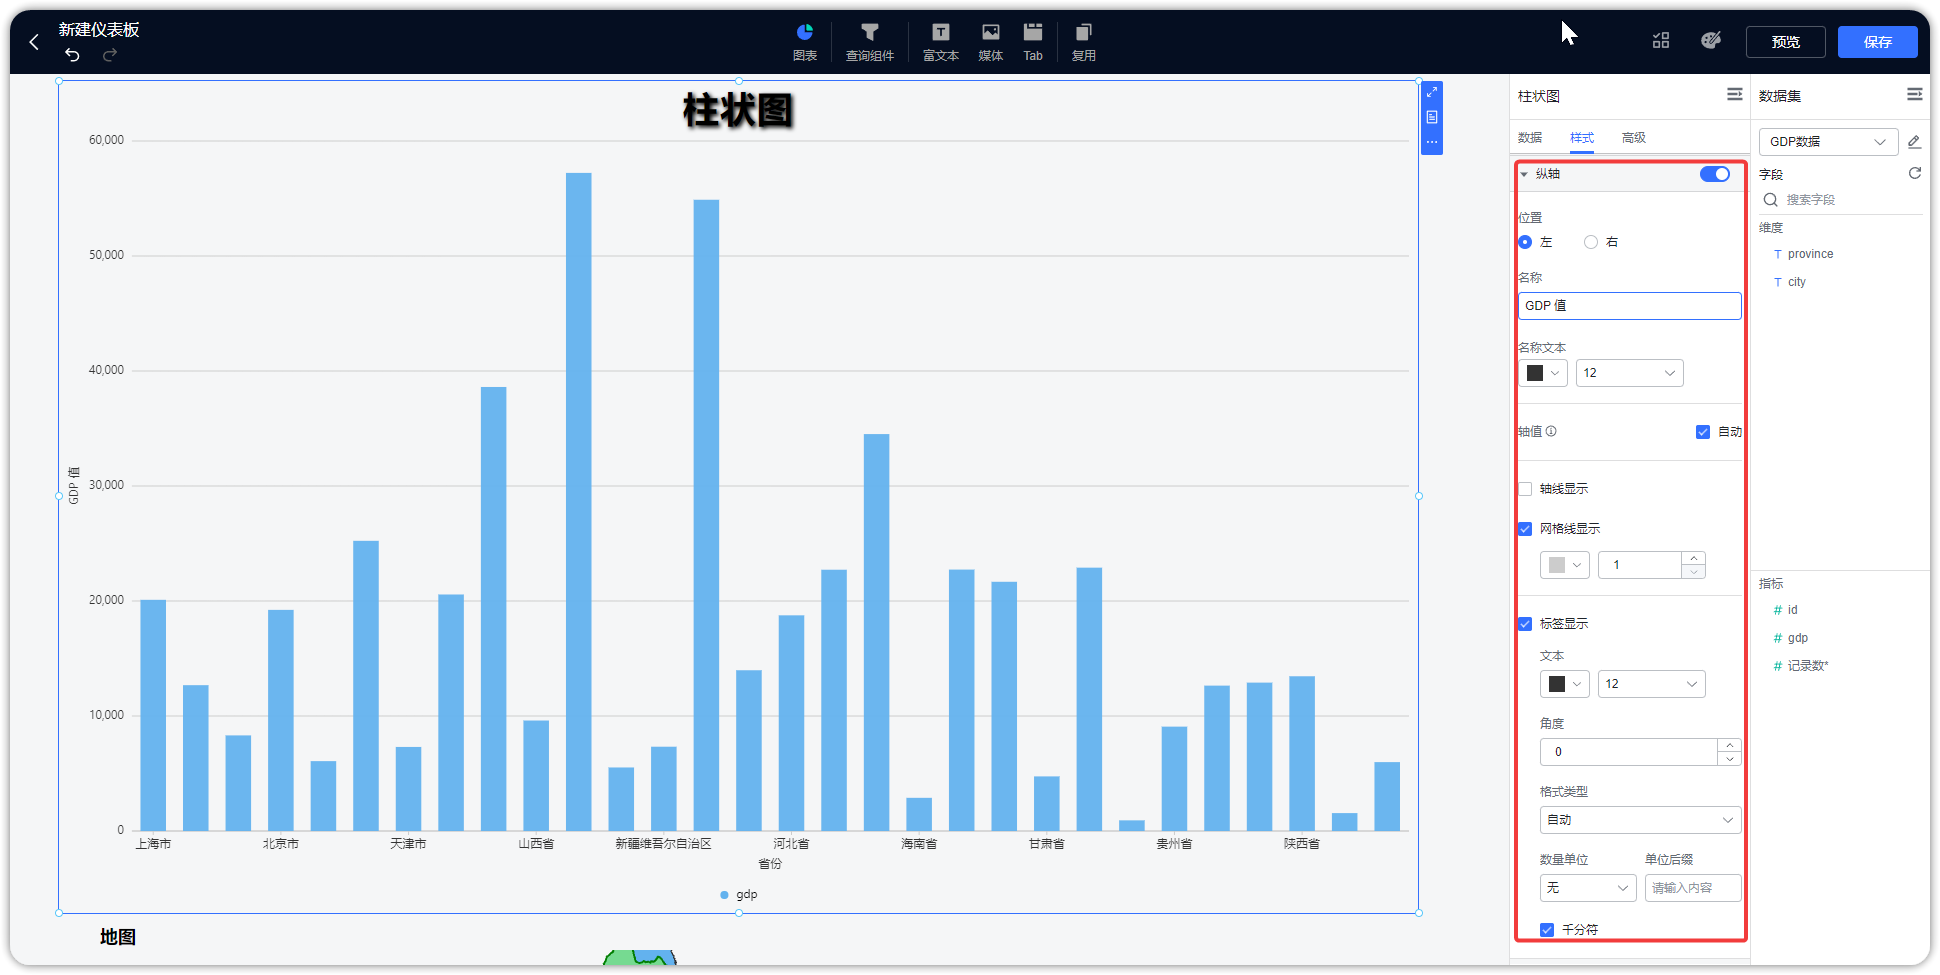 新建仪表板
图表
查询组件
富文本
媒体
Tab
复用
预览
保存
柱状图
60,000
50,000
40,000
30,000
20,000
10,000
0
GDP 值
上海市
北京市
天津市
山西省
新疆维吾尔自治区
河北省
海南省
甘肃省
贵州省
陕西省
省份
gdp
地图
柱状图
数据
样式
高级
纵轴
位置
左
右
名称
GDP 值
名称文本
12
轴值
自动
轴线显示
网格线显示
1
标签显示
文本
12
角度
0
格式类型
自动
数量单位
单位后缀
无
请输入内容
千分符
数据集
GDP数据
字段
搜索字段
维度
T province
T city
指标
# id
# gdp
# 记录数*